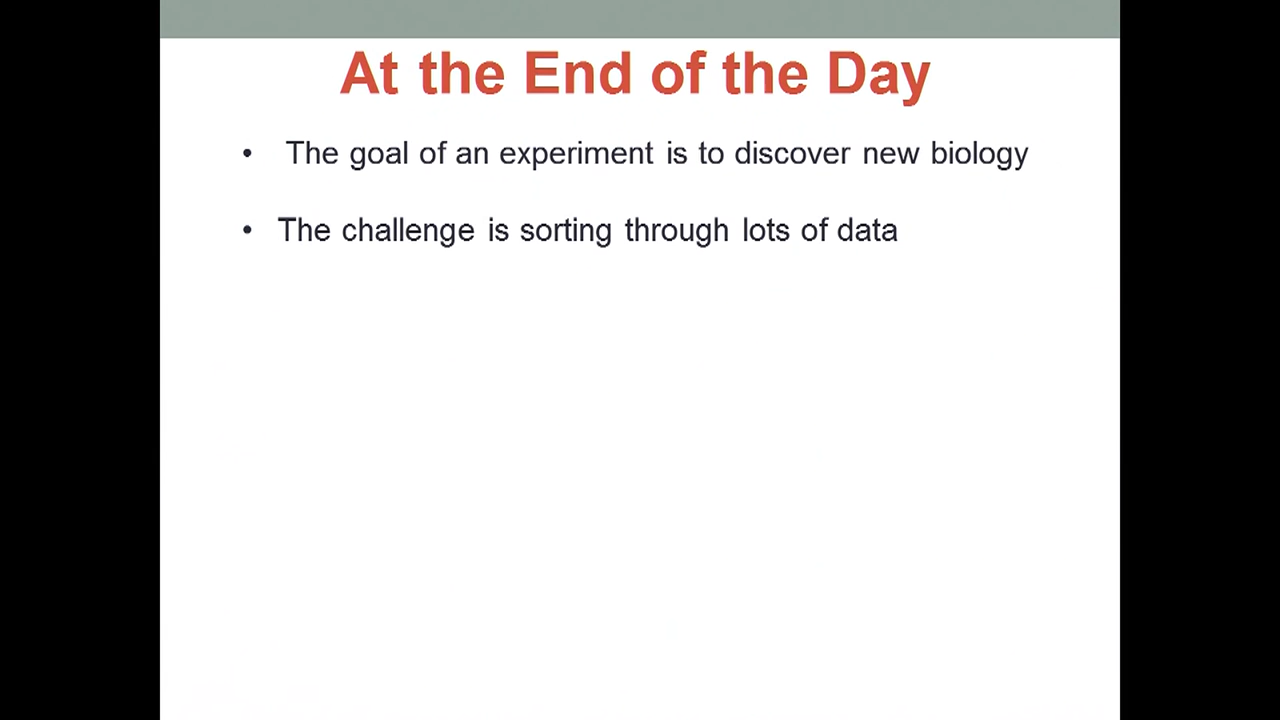 At the End of the Day
• The goal of an experiment is to discover new biology
• The challenge is sorting through lots of data